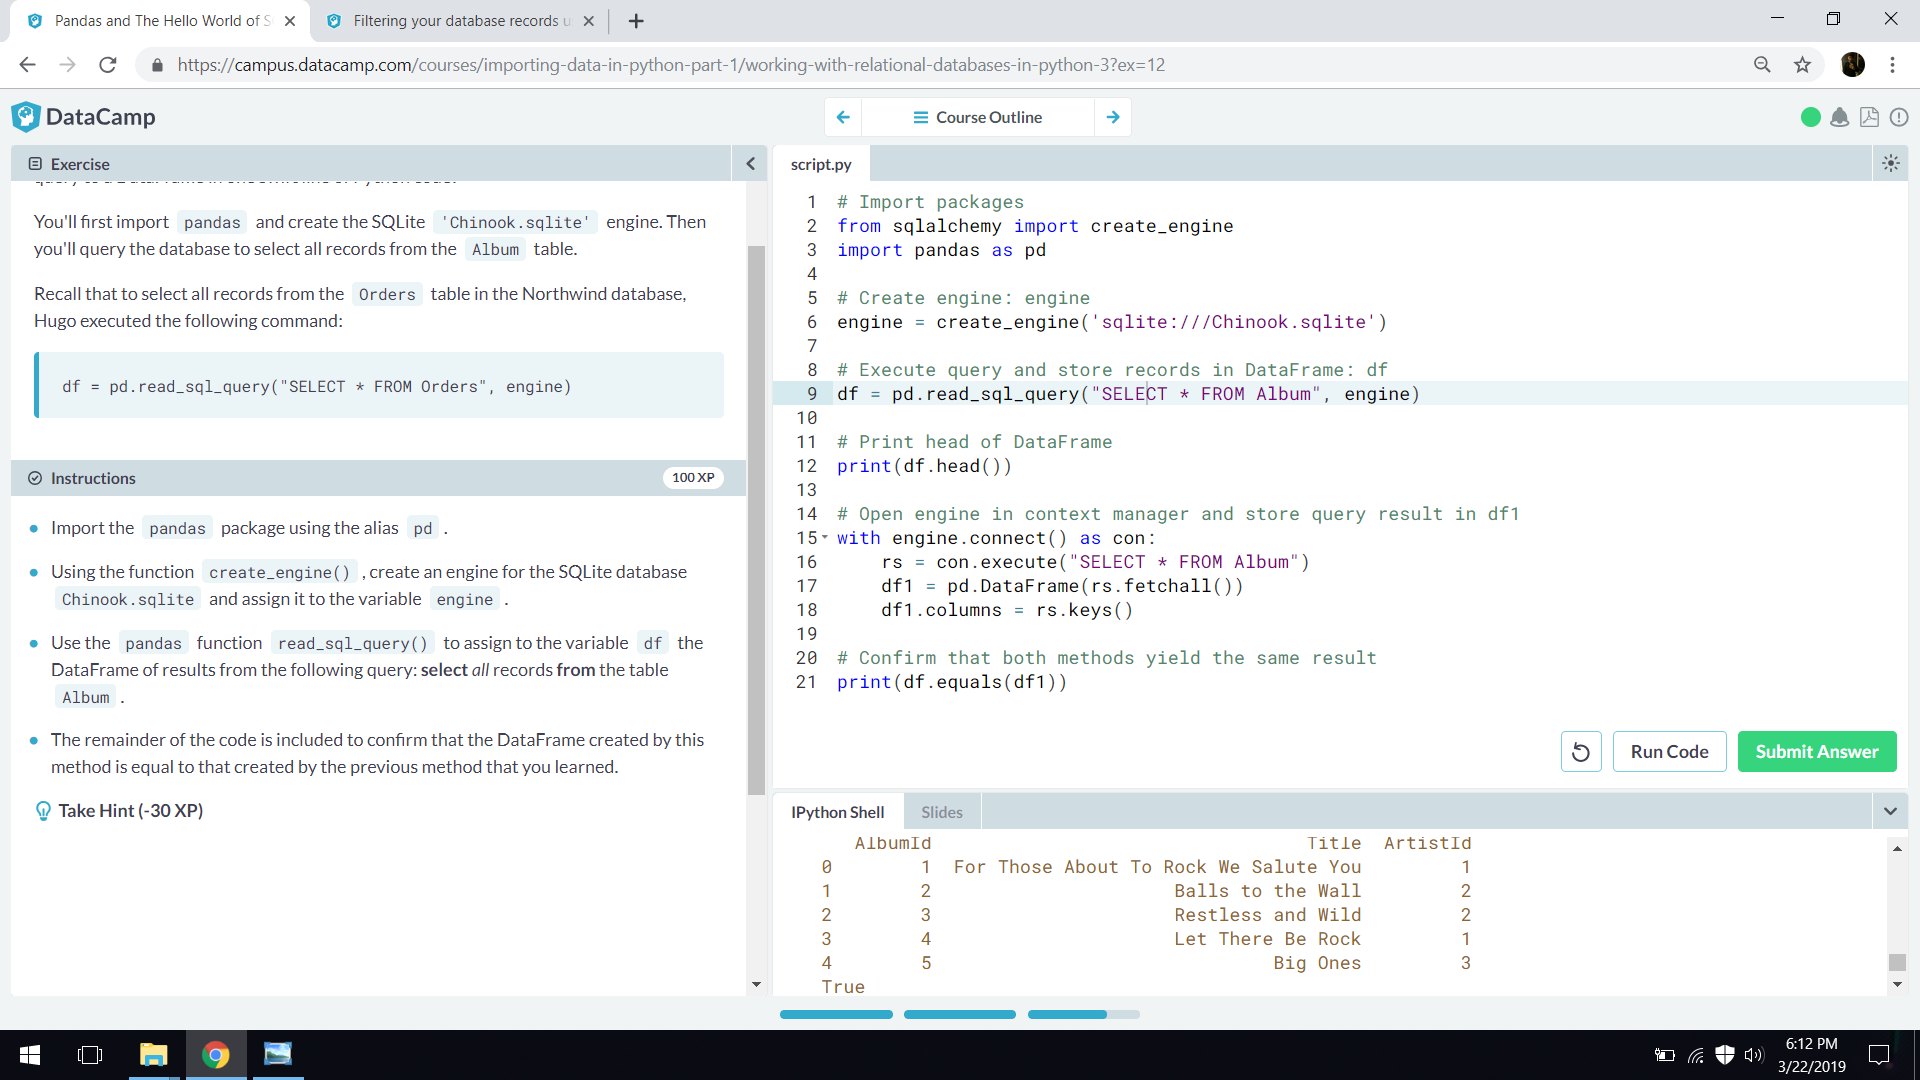 Pandas and The Hello World of S
Filtering your database records u
https://campus.datacamp.com/courses/importing-data-in-python-part-1/working-with-relational-databases-in-python-3?ex=12
DataCamp
Course Outline
Exercise
You'll first import pandas and create the SQLite 'Chinook.sqlite' engine. Then
you'll query the database to select all records from the Album table.
Recall that to select all records from the Orders table in the Northwind database,
Hugo executed the following command:
df = pd.read_sql_query("SELECT * FROM Orders", engine)
Instructions
100 XP
Import the pandas package using the alias pd .
Using the function create_engine() , create an engine for the SQLite database
Chinook.sqlite and assign it to the variable engine .
Use the pandas function read_sql_query() to assign to the variable df the
DataFrame of results from the following query: select all records from the table
Album .
The remainder of the code is included to confirm that the DataFrame created by this
method is equal to that created by the previous method that you learned.
Take Hint (-30 XP)
script.py
1 # Import packages
2 from sqlalchemy import create_engine
3 import pandas as pd
4
5 # Create engine: engine
6 engine = create_engine('sqlite:///Chinook.sqlite')
7
8 # Execute query and store records in DataFrame: df
9 df = pd.read_sql_query("SELECT * FROM Album", engine)
10
11 # Print head of DataFrame
12 print(df.head())
13
14 # Open engine in context manager and store query result in df1
15 with engine.connect() as con:
16     rs = con.execute("SELECT * FROM Album")
17     df1 = pd.DataFrame(rs.fetchall())
18     df1.columns = rs.keys()
19
20 # Confirm that both methods yield the same result
21 print(df.equals(df1))
Run Code
Submit Answer
IPython Shell
Slides
AlbumId Title ArtistId
0 1 For Those About To Rock We Salute You 1
1 2 Balls to the Wall 2
2 3 Restless and Wild 2
3 4 Let There Be Rock 1
4 5 Big Ones 3
True
6:12 PM
3/22/2019